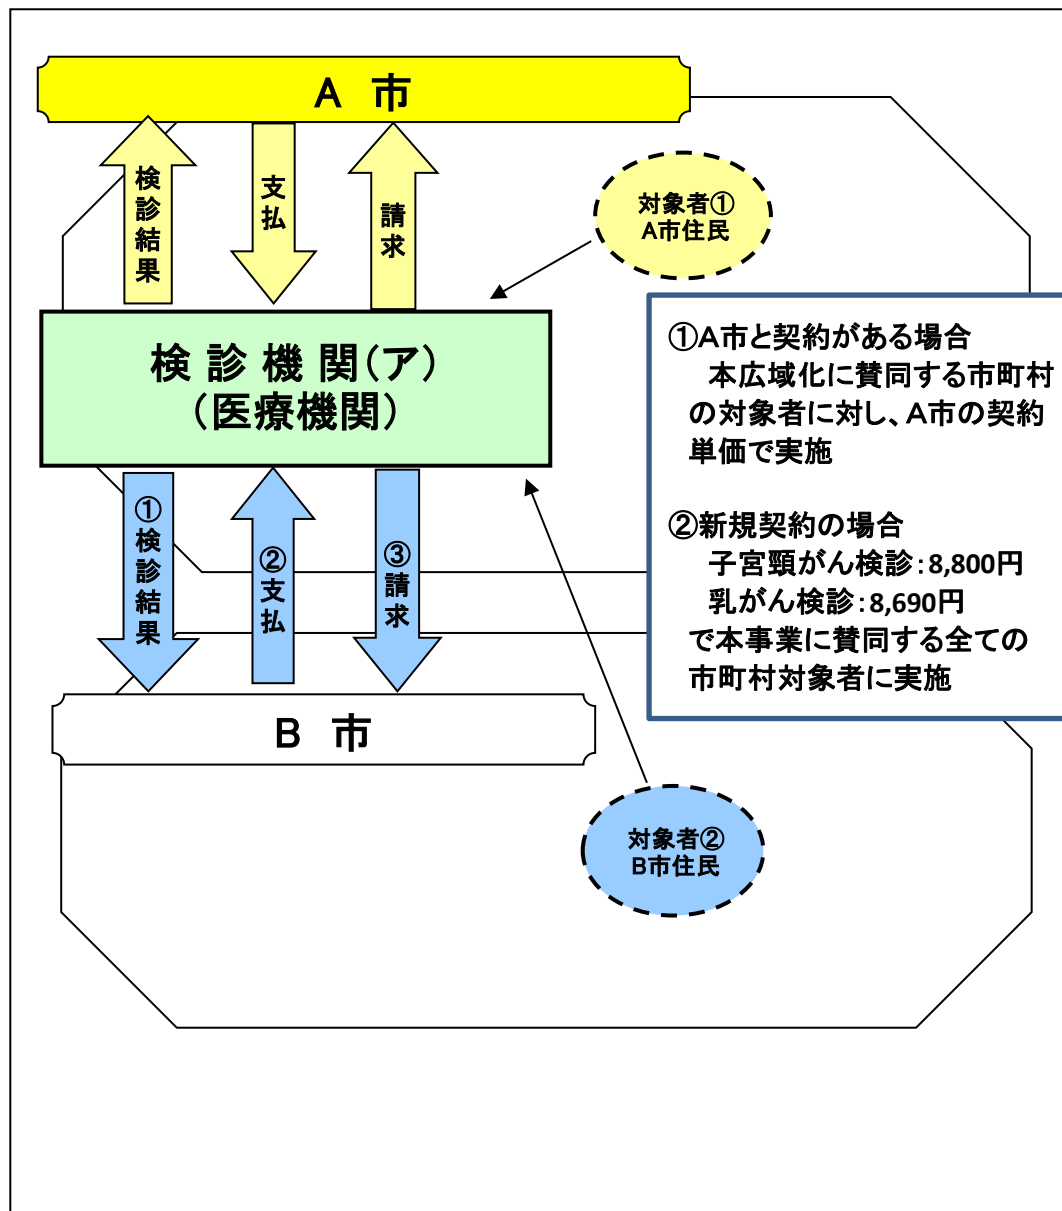 A 市
検診結果
支払
請求
対象者①
A市住民
検 診 機 関(ア)
(医療機関)
①A市と契約がある場合
本広域化に賛同する市町村
の対象者に対し、A市の契約
単価で実施
②新規契約の場合
子宮頸がん検診:8,800円
乳がん検診:8,690円
で本事業に賛同する全ての
市町村対象者に実施
①検診結果
②支払
③請求
B 市
対象者②
B市住民